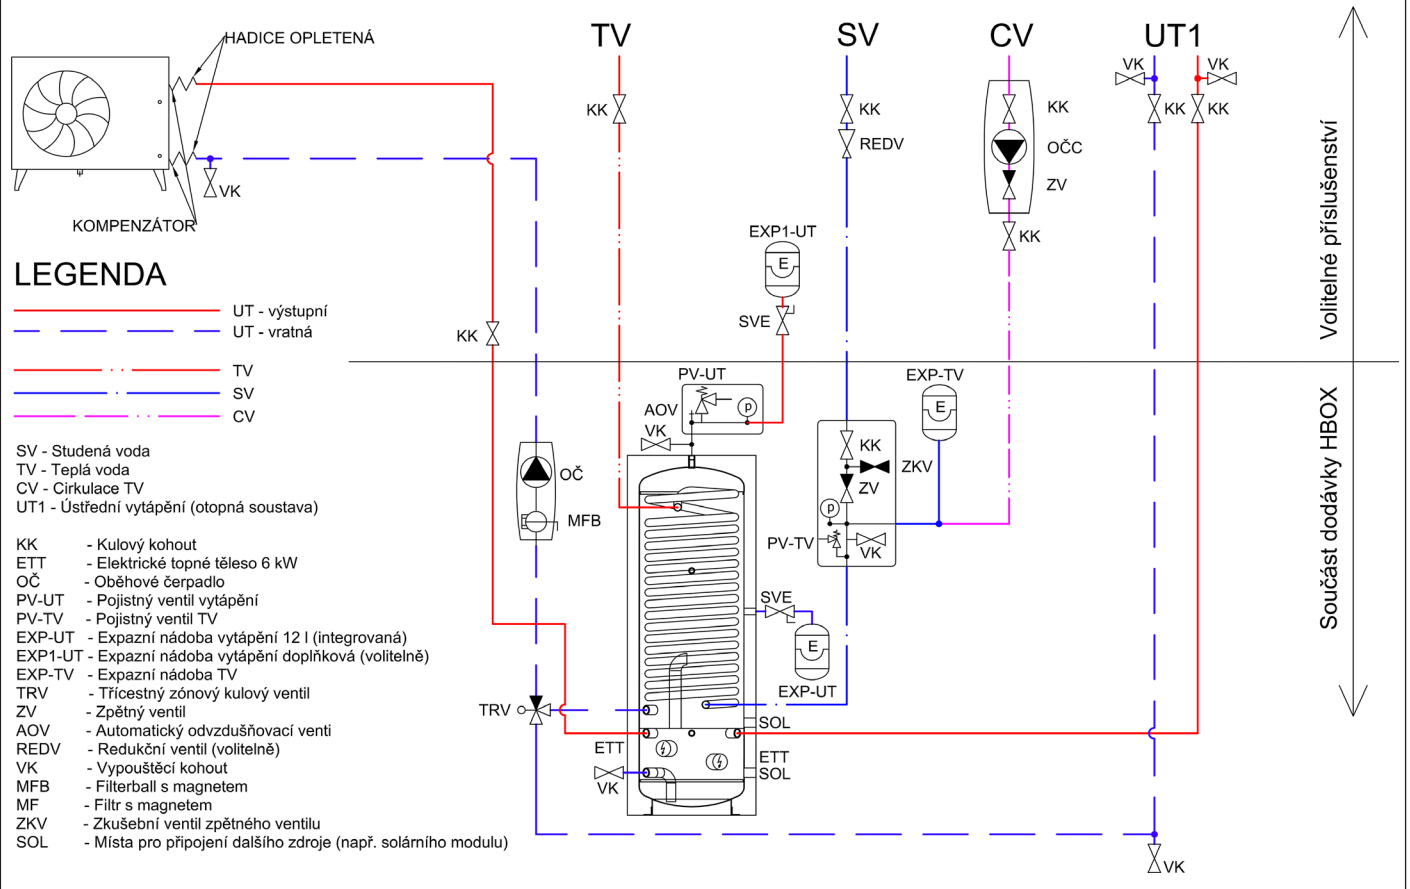 HADICE OPLETENÁ
TV
SV
CV
UT1
VK
VK
KK
KK
KK
KK
KK
REDV
OČC
ZV
VK
KOMPENZÁTOR
KK
EXP1-UT
E
SVE
Volitelné příslušenství
LEGENDA
UT - výstupní
UT - vratná
TV
SV
CV
KK
PV-UT
EXP-TV
p
E
AOV
VK
KK
ZKV
ZV
OČ
MFB
p
PV-TV
VK
Součást dodávky HBOX
SV - Studená voda
TV - Teplá voda
CV - Cirkulace TV
UT1 - Ústřední vytápění (otopná soustava)
KK - Kulový kohout
ETT - Elektrické topné těleso 6 kW
OČ - Oběhové čerpadlo
PV-UT - Pojistný ventil vytápění
PV-TV - Pojistný ventil TV
EXP-UT - Expazní nádoba vytápění 12 l (integrovaná)
EXP1-UT - Expazní nádoba vytápění doplňková (volitelně)
EXP-TV - Expazní nádoba TV
TRV - Třícestný zónový kulový ventil
ZV - Zpětný ventil
AOV - Automatický odvzdušňovací venti
REDV - Redukční ventil (volitelně)
VK - Vypouštěcí kohout
MFB - Filterball s magnetem
MF - Filtr s magnetem
ZKV - Zkušební ventil zpětného ventilu
SOL - Místa pro připojení dalšího zdroje (např. solárního modulu)
SVE
E
EXP-UT
TRV
SOL
ETT
ETT
SOL
VK
VK